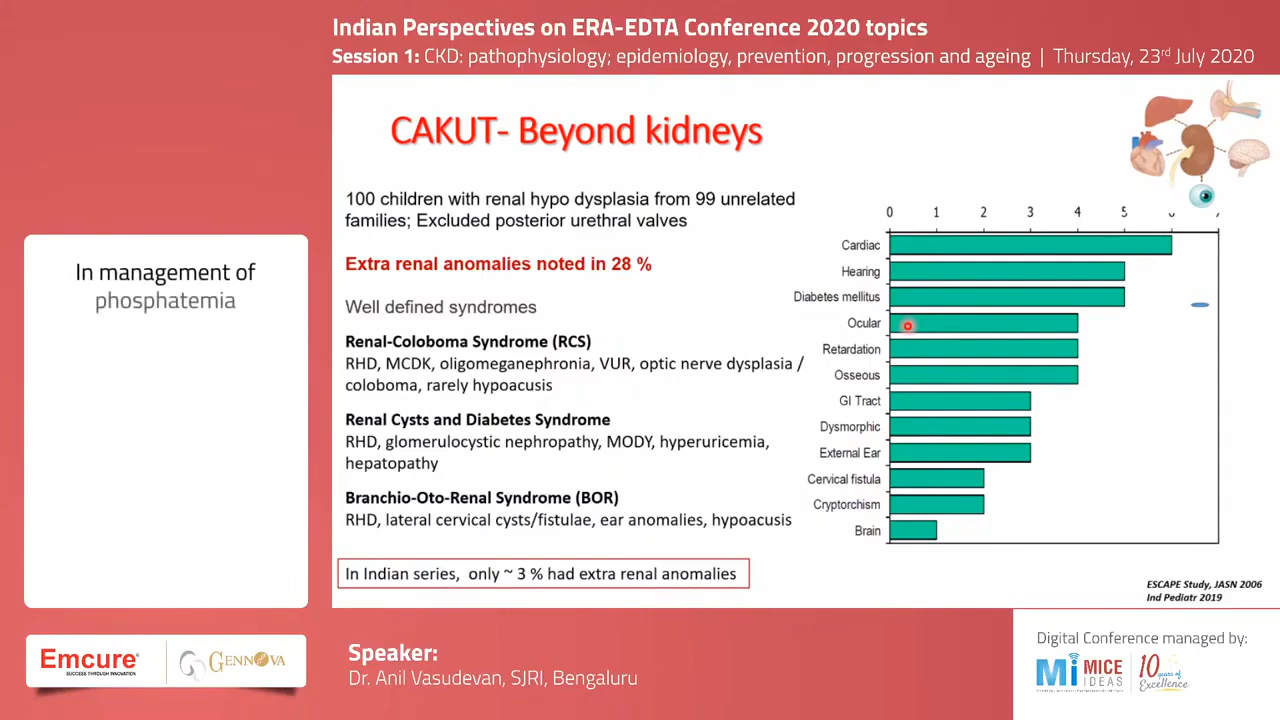 Indian Perspectives on ERA-EDTA Conference 2020 topics
Session 1: CKD: pathophysiology; epidemiology, prevention, progression and ageing | Thursday, 23rd July 2020
In management of
phosphatemia
CAKUT- Beyond kidneys
100 children with renal hypo dysplasia from 99 unrelated
families; Excluded posterior urethral valves
Extra renal anomalies noted in 28 %
Well defined syndromes
Renal-Coloboma Syndrome (RCS)
RHD, MCDK, oligomeganephronia, VUR, optic nerve dysplasia /
coloboma, rarely hypoacusis
Renal Cysts and Diabetes Syndrome
RHD, glomerulocystic nephropathy, MODY, hyperuricemia,
hepatopathy
Branchio-Oto-Renal Syndrome (BOR)
RHD, lateral cervical cysts/fistulae, ear anomalies, hypoacusis
In Indian series, only ~ 3 % had extra renal anomalies
0 1 2 3 4 5
Cardiac
Hearing
Diabetes mellitus
Ocular
Retardation
Osseous
GI Tract
Dysmorphic
External Ear
Cervical fistula
Cryptorchism
Brain
ESCAPE Study, JASN 2006
Ind Pediatr 2019
Emcure®
SUCCESS THROUGH INNOVATION
GENNOVA
Speaker:
Dr. Anil Vasudevan, SJRI, Bengaluru
Digital Conference managed by:
Mi MICE
IDEAS
10 years of
Excellence